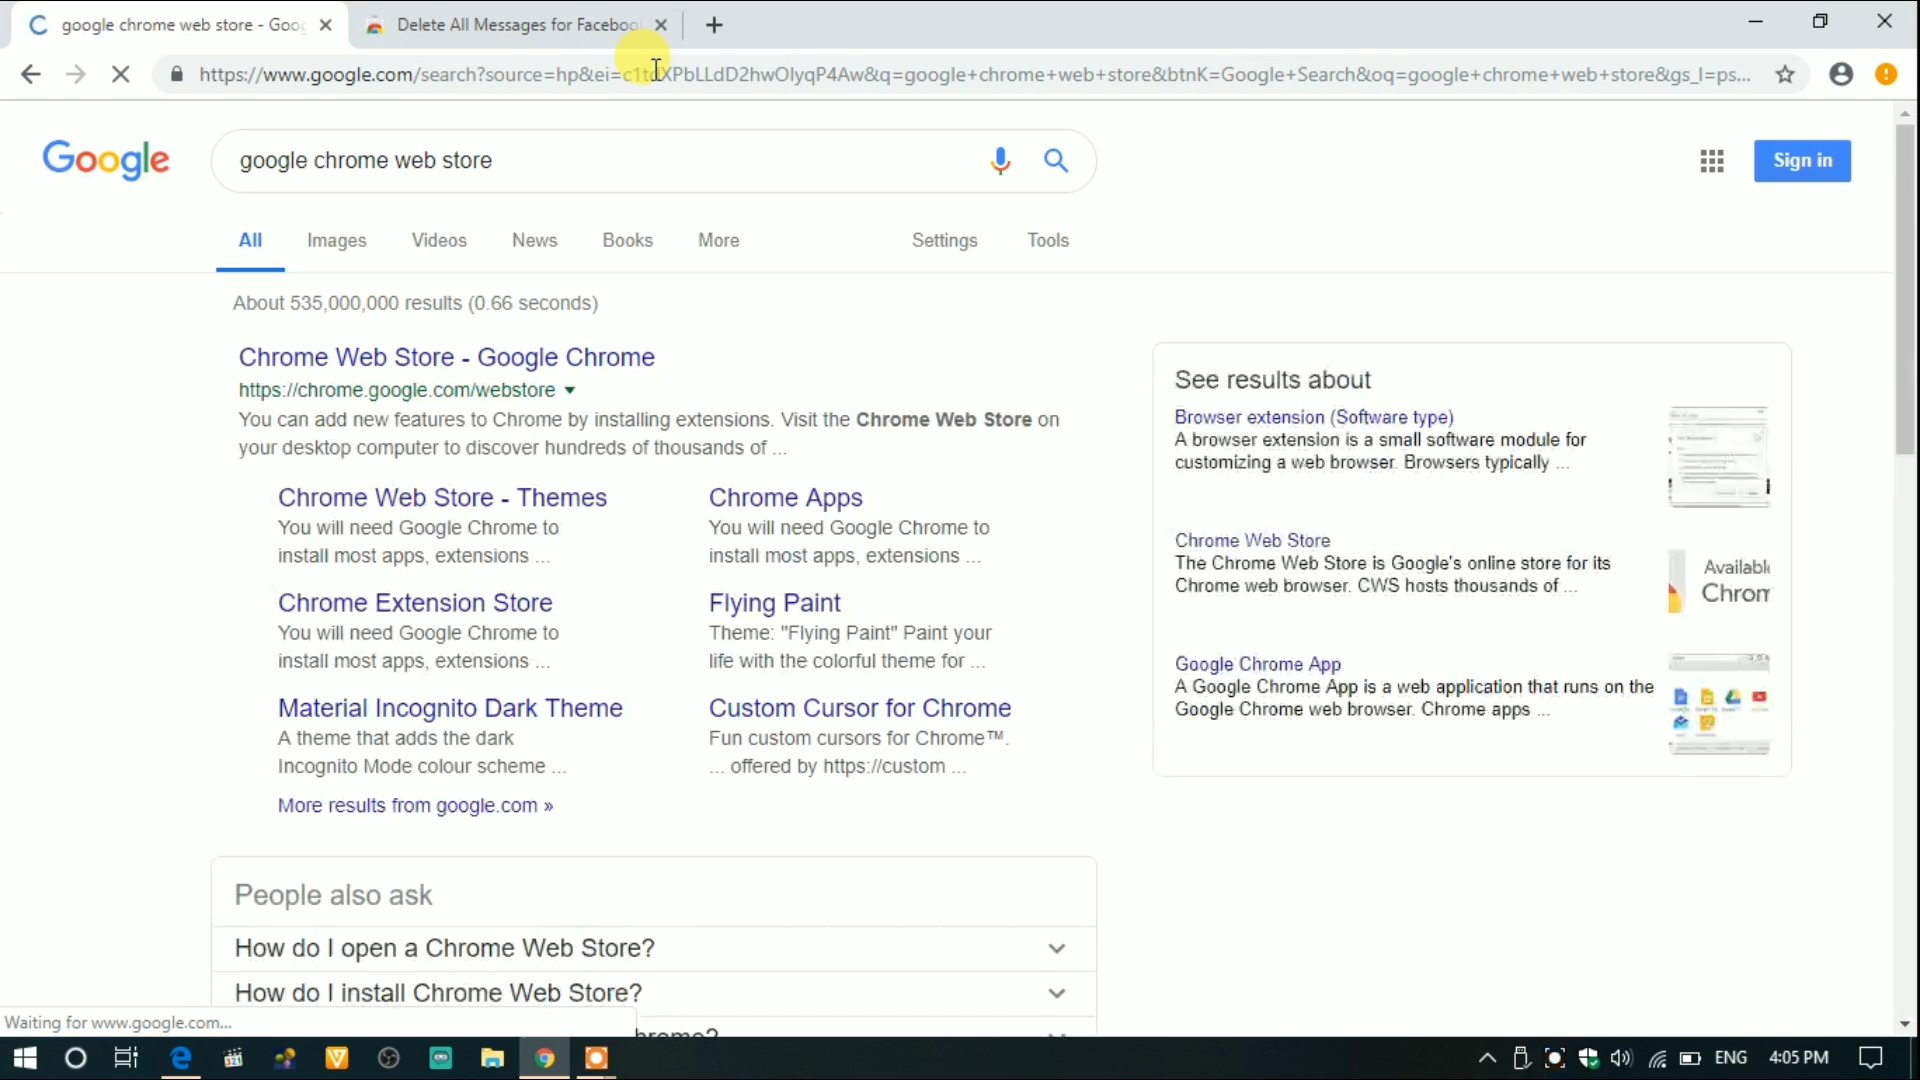 google chrome web store - Goog
Delete All Messages for Facebool
https://www.google.com/search?source=hp&ei=c1tdXPbLLdD2hwOIyqP4Aw&q=google+chrome+web+store&btnK=Google+Search&oq=google+chrome+web+store&gs_l=ps...
Google
google chrome web store
Sign in
All
Images
Videos
News
Books
More
Settings
Tools
About 535,000,000 results (0.66 seconds)
Chrome Web Store - Google Chrome
https://chrome.google.com/webstore
You can add new features to Chrome by installing extensions. Visit the Chrome Web Store on
your desktop computer to discover hundreds of thousands of ...
Chrome Web Store - Themes
You will need Google Chrome to
install most apps, extensions ...
Chrome Apps
You will need Google Chrome to
install most apps, extensions ...
Chrome Extension Store
You will need Google Chrome to
install most apps, extensions ...
Flying Paint
Theme: "Flying Paint" Paint your
life with the colorful theme for ...
Material Incognito Dark Theme
A theme that adds the dark
Incognito Mode colour scheme ...
Custom Cursor for Chrome
Fun custom cursors for Chrome™.
... offered by https://custom ...
More results from google.com »
See results about
Browser extension (Software type)
A browser extension is a small software module for
customizing a web browser. Browsers typically ...
Chrome Web Store
The Chrome Web Store is Google's online store for its
Chrome web browser. CWS hosts thousands of ...
Available
Chrom
Google Chrome App
A Google Chrome App is a web application that runs on the
Google Chrome web browser. Chrome apps ...
People also ask
How do I open a Chrome Web Store?
How do I install Chrome Web Store?
hrome?
Waiting for www.google.com...
ENG
4:05 PM